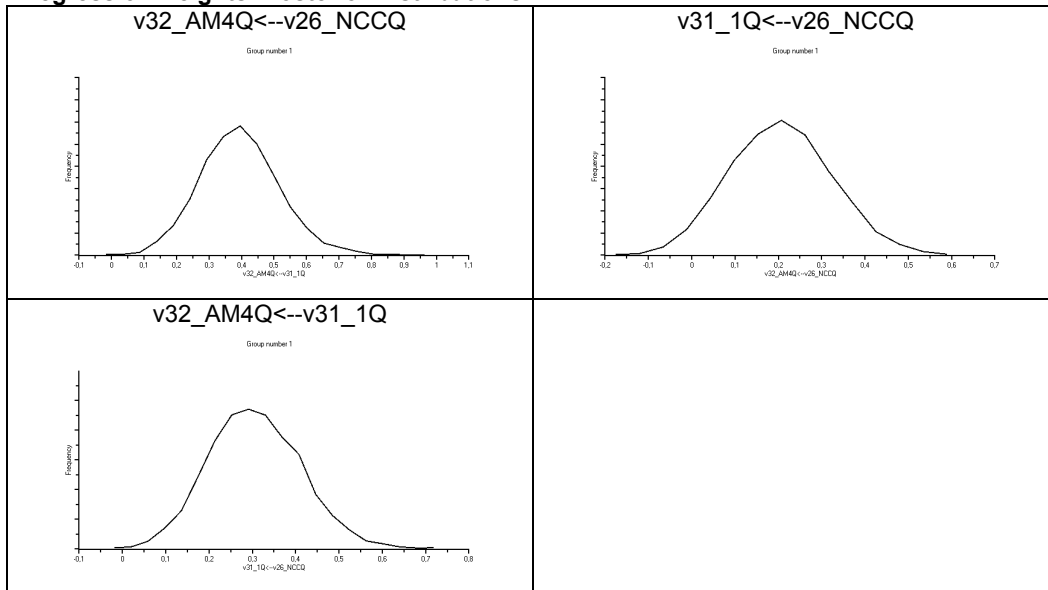 v32_AM4Q<--v26_NCCQ
Group number 1
Frequency
-0,1 0 0,1 0,2 0,3 0,4 0,5 0,6 0,7 0,8 0,9 1 1,1
v32_AM4Q<--v31_1Q
v31_1Q<--v26_NCCQ
Group number 1
Frequency
-0,2 -0,1 0 0,1 0,2 0,3 0,4 0,5 0,6 0,7
v32_AM4Q<--v26_NCCQ
v32_AM4Q<--v31_1Q
Group number 1
Frequency
-0,1 0 0,1 0,2 0,3 0,4 0,5 0,6 0,7 0,8
v31_1Q<--v26_NCCQ